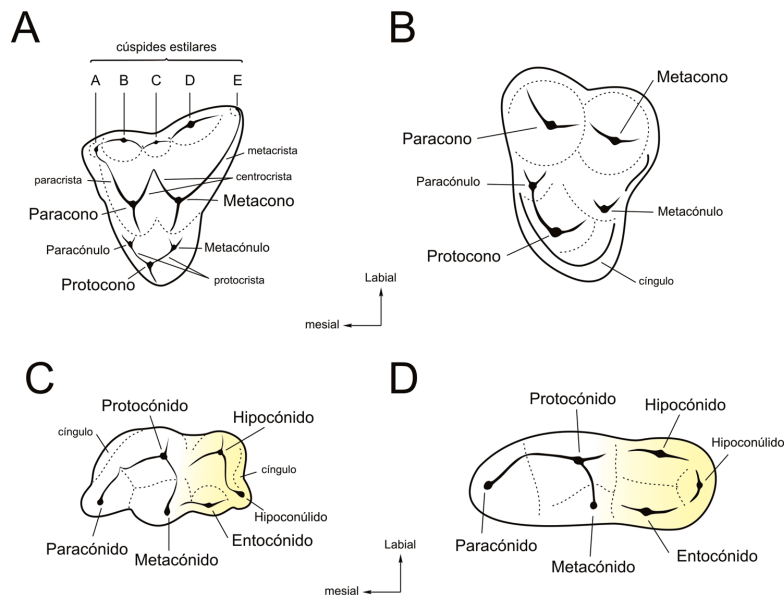 A
cúspides estilares
A B C D E
metacrista
paracrista
centrocrista
Paracono
Metacono
Paracónulo
Metacónulo
Protocono
protocrista
B
Metacono
Paracono
Paracónulo
Metacónulo
Protocono
cíngulo
Labial
mesial
C
Protocónido
Hipocónido
cíngulo
cíngulo
Hipoconúlido
Paracónido
Entocónido
Metacónido
D
Protocónido
Hipocónido
Hipoconúlido
Paracónido
Entocónido
Metacónido
Labial
mesial